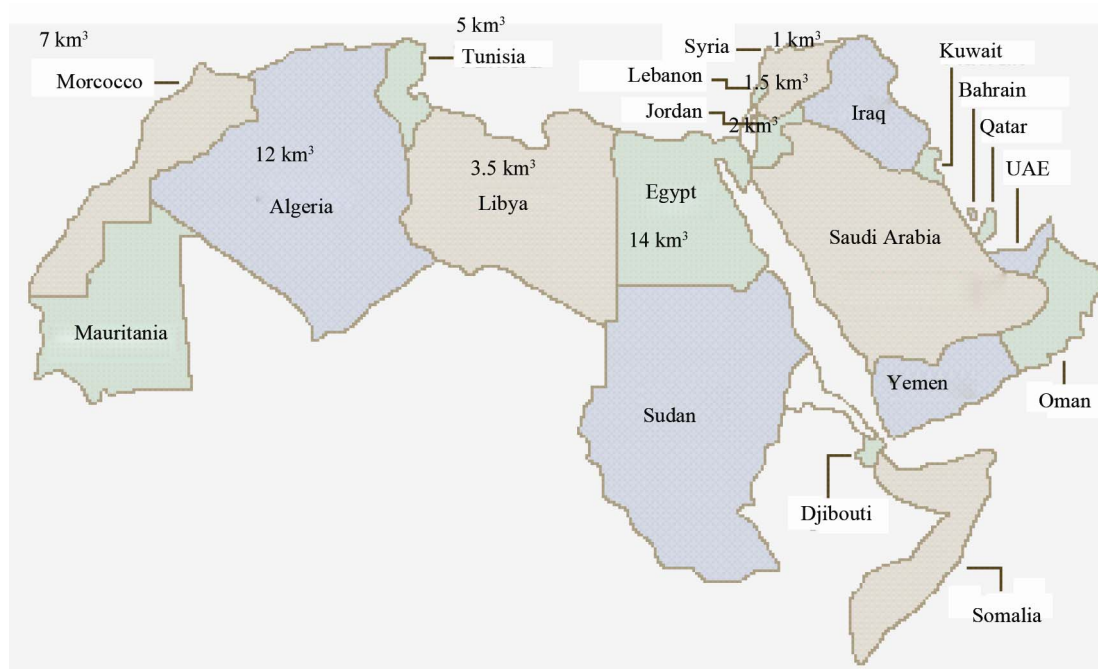 7 km³
5 km³
Morcocco
Tunisia
Syria
1 km³
Lebanon
1.5 km³
Jordan
2 km³
Iraq
Kuwait
Bahrain
Qatar
UAE
12 km³
Algeria
3.5 km³
Libya
Egypt
14 km³
Saudi Arabia
Mauritania
Sudan
Yemen
Oman
Djibouti
Somalia